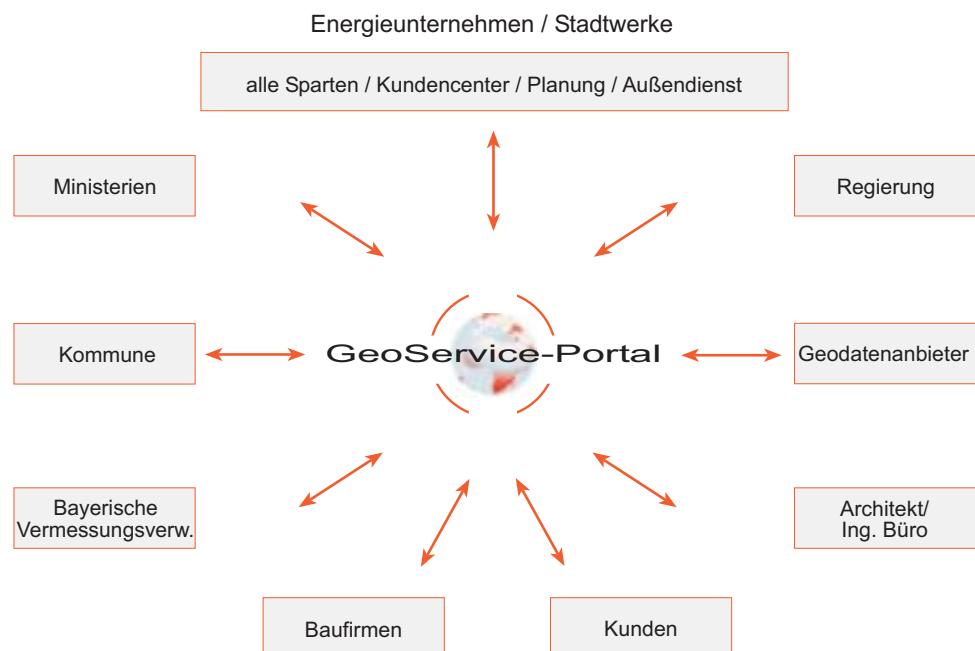 Energieunternehmen / Stadtwerke
alle Sparten / Kundencenter / Planung / Außendienst
Ministerien
Regierung
Kommune
GeoService-Portal
Geodatenanbieter
Bayerische
Vermessungsverw.
Architekt/
Ing. Büro
Baufirmen
Kunden